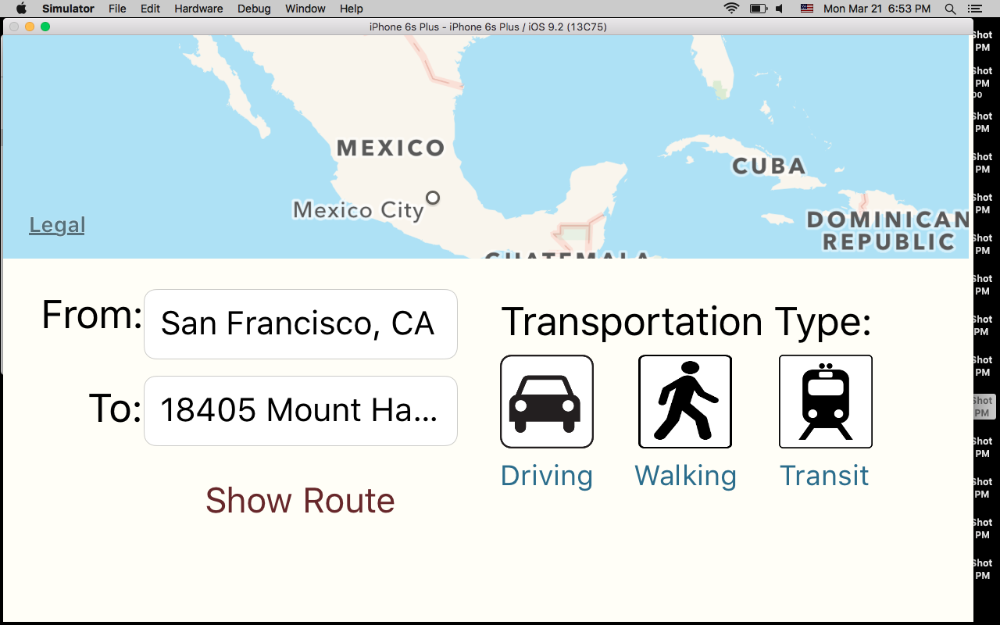 Simulator File Edit Hardware Debug Window Help Mon Mar 21 6:53 PM
iPhone 6s Plus - iPhone 6s Plus / iOS 9.2 (13C75)
MEXICO
CUBA
Mexico City
Legal
DOMINICAN
REPUBLIC
GUATEMALA
From:
San Francisco, CA
To:
18405 Mount Ha...
Show Route
Transportation Type:
Driving Walking Transit
Shot
PM
Shot
PM
00
Shot
PM
Shot
PM
Shot
PM
Shot
PM
Shot
PM
Shot
PM
Shot
PM
Shot
PM
Shot
PM
Shot
PM
Shot
PM
Shot
PM